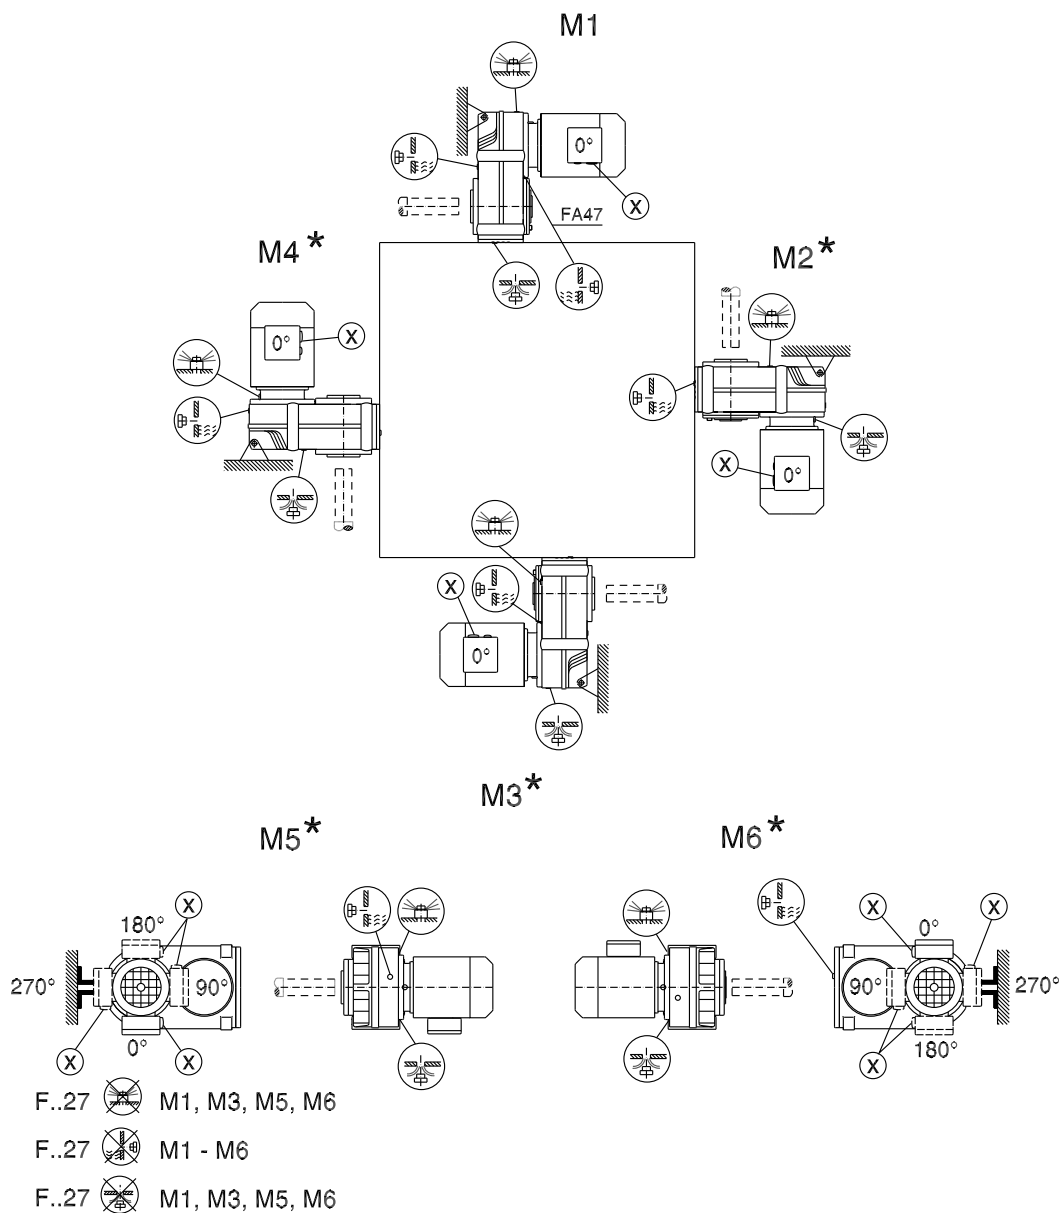 M1
0°
X
FA47
M4*
M2*
0°
X
X
0°
X
0°
M3*
M5*
M6*
X
180°
270°
90°
0°
X
X
X
X
0°
90°
270°
180°
X
F..27 M1, M3, M5, M6
F..27 M1 - M6
F..27 M1, M3, M5, M6